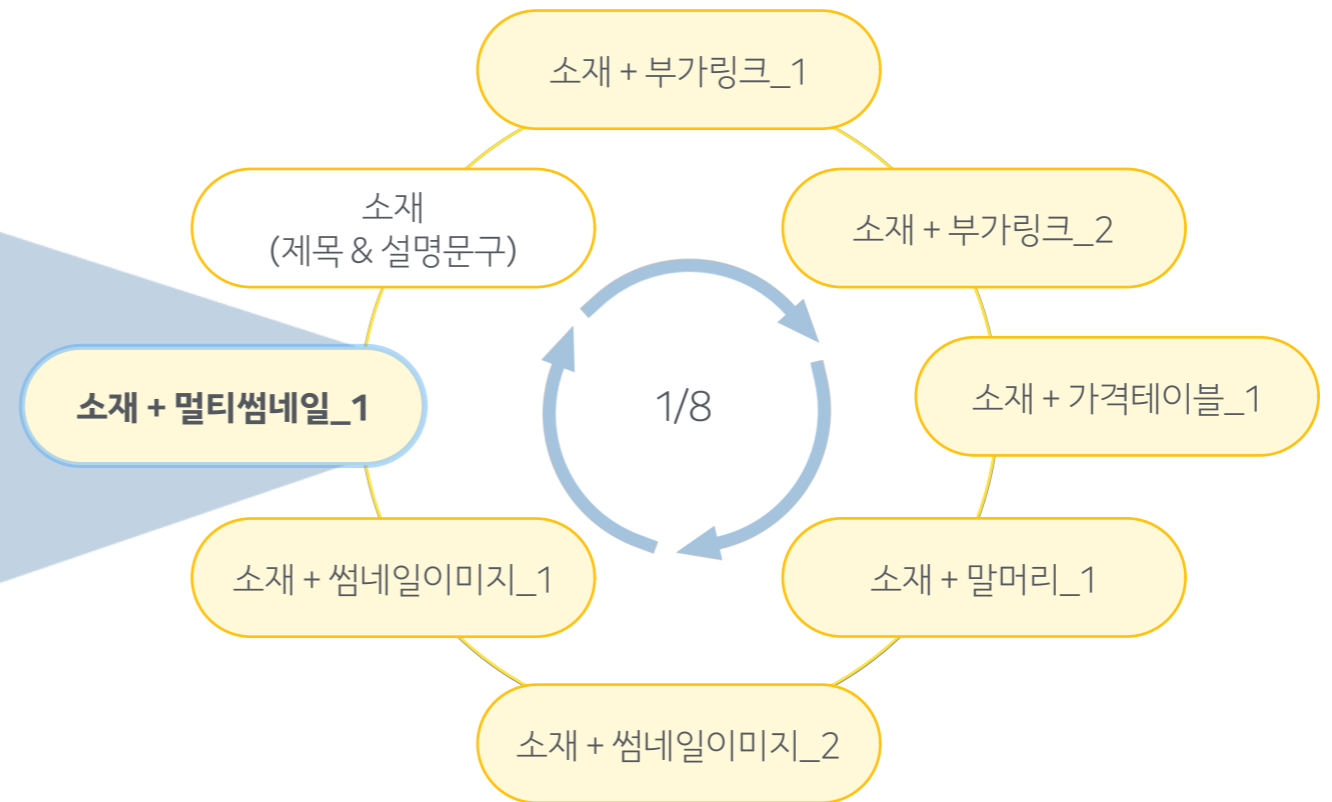 소재 + 부가링크_1
소재
(제목 & 설명문구)
소재 + 부가링크_2
소재 + 멀티썸네일_1
1/8
소재 + 가격테이블_1
소재 + 썸네일이미지_1
소재 + 말머리_1
소재 + 썸네일이미지_2